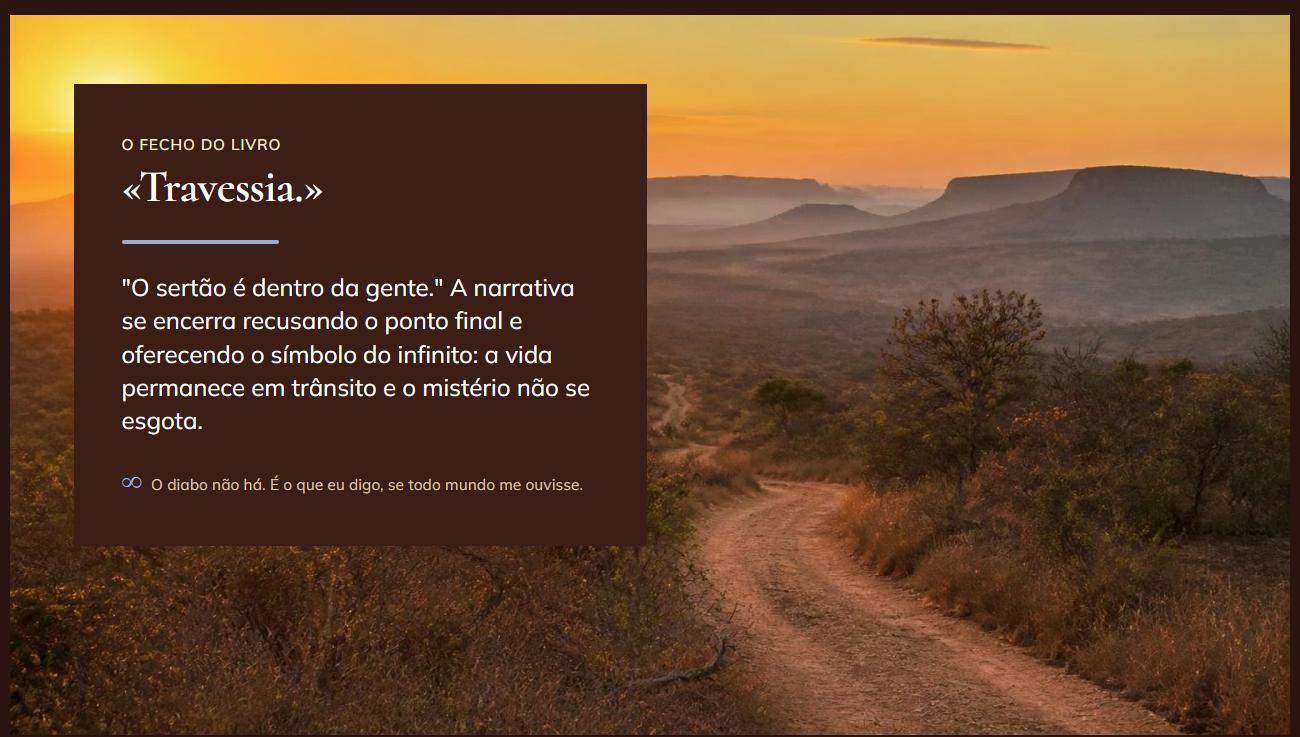 O FECHO DO LIVRO
«Travessia.»
"O sertão é dentro da gente." A narrativa
se encerra recusando o ponto final e
oferecendo o símbolo do infinito: a vida
permanece em trânsito e o mistério não se
esgota.
∞ O diabo não há. É o que eu digo, se todo mundo me ouvisse.